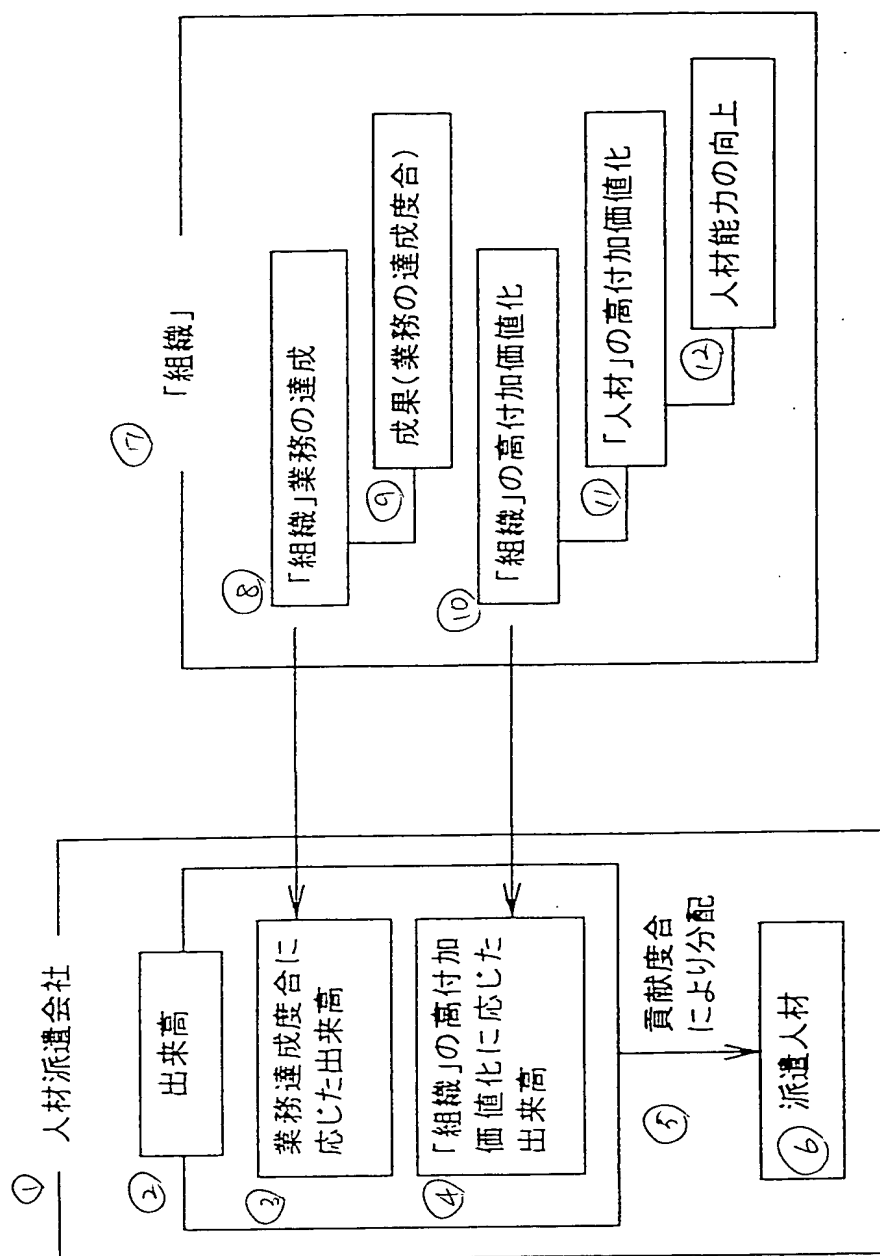 ① 人材派遣会社
② 出来高
③ 業務達成度合に
応じた出来高
④ 「組織」の高付加
価値化に応じた
出来高
⑤ 貢献度合
により分配
⑥ 派遣人材
⑦ 「組織」
⑧ 「組織」業務の達成
⑨ 成果(業務の達成度合)
⑩ 「組織」の高付加価値化
⑪ 「人材」の高付加価値化
⑫ 人材能力の向上